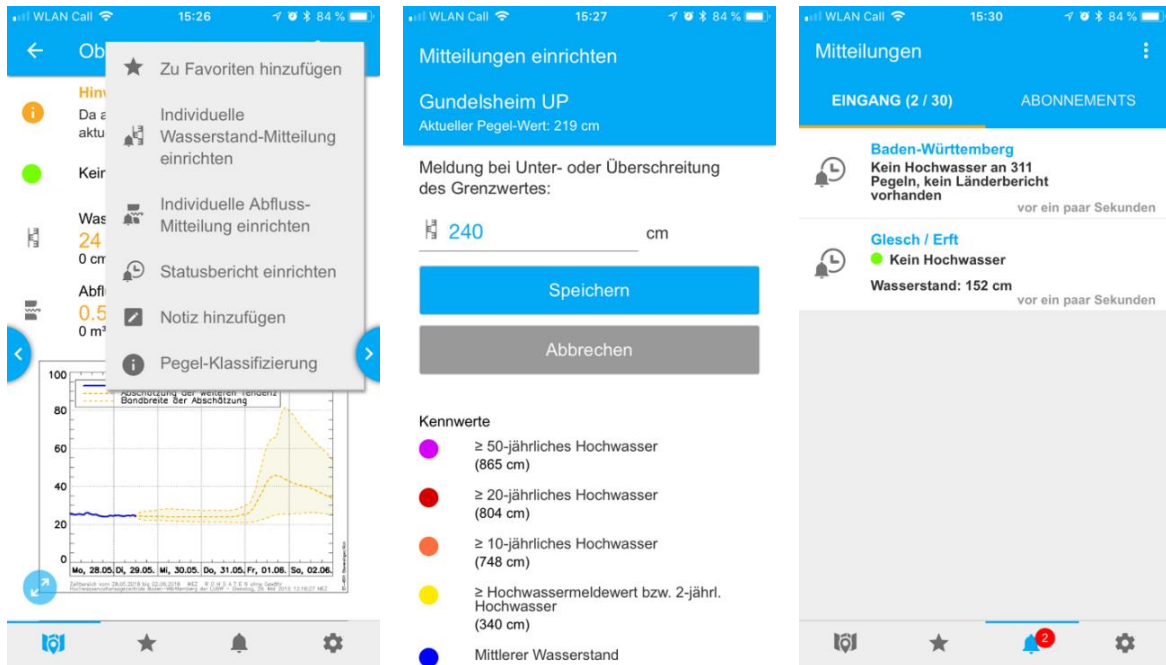 WLAN Call 15:26 84 %
Ob
Zu Favoriten hinzufügen
Individuelle
Wasserstand-Mitteilung
einrichten
Individuelle Abfluss-
Mitteilung einrichten
Statusbericht einrichten
Notiz hinzufügen
Pegel-Klassifizierung
Hinw
Da a
aktu
Kein
Was
24
0 cm
Abfl
0.5
0 m³
Abschätzung der weiteren Tendenz
Bandbreite der Abschätzung
100
80
60
40
20
0
Mo, 28.05. Di, 29.05. Mi, 30.05. Do, 31.05. Fr, 01.06. Sa, 02.06.
WLAN Call 15:27 84 %
Mitteilungen einrichten
Gundelsheim UP
Aktueller Pegel-Wert: 219 cm
Meldung bei Unter- oder Überschreitung
des Grenzwertes:
240 cm
Speichern
Abbrechen
Kennwerte
≥ 50-jährliches Hochwasser
(865 cm)
≥ 20-jährliches Hochwasser
(804 cm)
≥ 10-jährliches Hochwasser
(748 cm)
≥ Hochwassermeldewert bzw. 2-jährl.
Hochwasser
(340 cm)
Mittlerer Wasserstand
WLAN Call 15:30 84 %
Mitteilungen
EINGANG (2 / 30) ABONNEMENTS
Baden-Württemberg
Kein Hochwasser an 311
Pegeln, kein Länderbericht
vorhanden
vor ein paar Sekunden
Glesch / Erft
Kein Hochwasser
Wasserstand: 152 cm
vor ein paar Sekunden
2